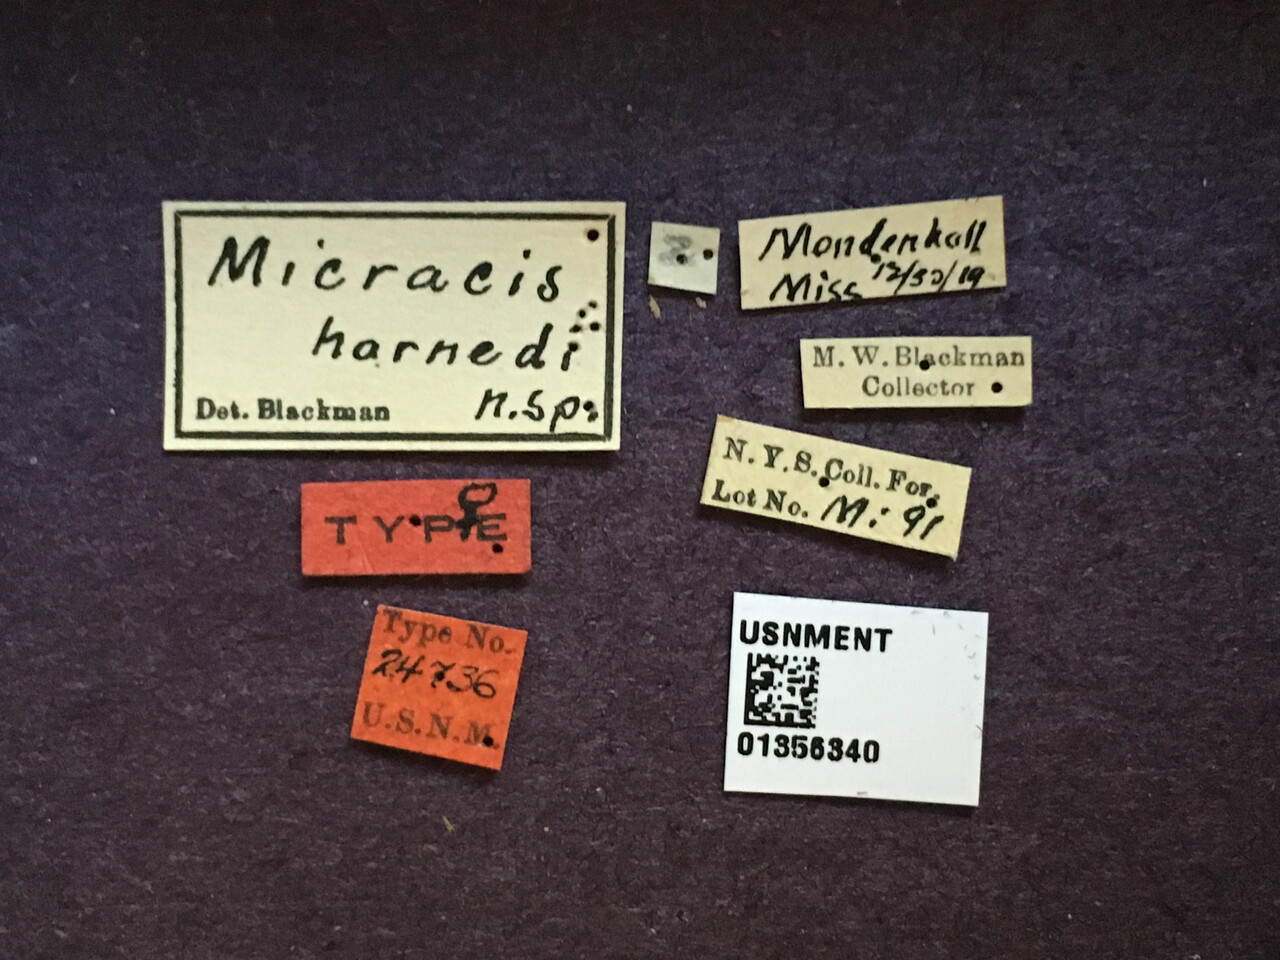 Micracis
harnedi
n.sp.
Det. Blackman
Mondenhall
Miss 12/30/19
M. W. Blackman
Collector
N. Y. S. Coll. For.
Lot No. M: 91
TYPE ♀
Type No.
24736
U.S.N.M.
USNMENT
01356340